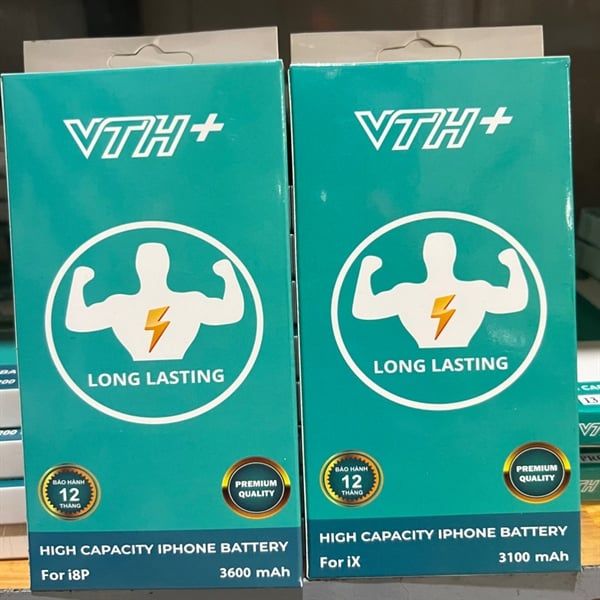 VTH+
LONG LASTING
BẢO HÀNH
12
THÁNG
PREMIUM
QUALITY
HIGH CAPACITY IPHONE BATTERY
For i8P 3600 mAh
VTH+
LONG LASTING
BẢO HÀNH
12
THÁNG
PREMIUM
QUALITY
HIGH CAPACITY IPHONE BATTERY
For iX 3100 mAh